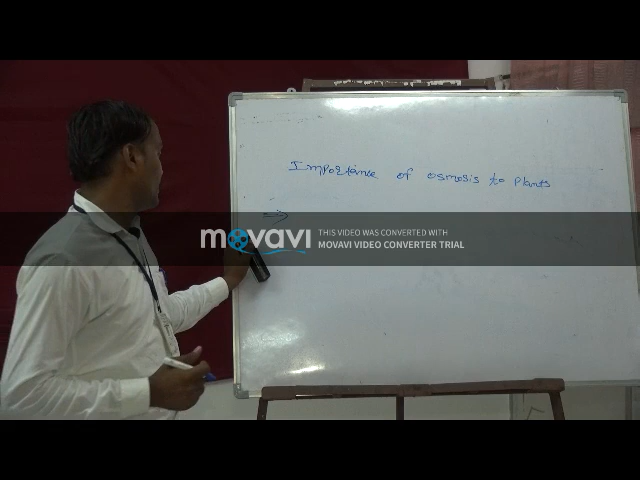 Importance of osmosis to plants
=>
movavi
THIS VIDEO WAS CONVERTED WITH
MOVAVI VIDEO CONVERTER TRIAL